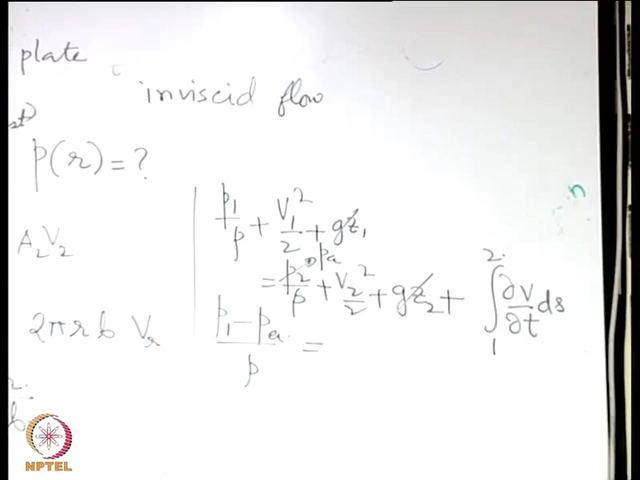 plate
inviscid flow
p(r) = ?
p₁/ρ + V₁²/2 + gz₁
A₂V₂
= p₂/ρ + V₂²/2 + gz₂ + ∫₁² ∂V/∂t ds
pa
2πrb Vr
(p₁ - pa)/ρ =
n
NPTEL